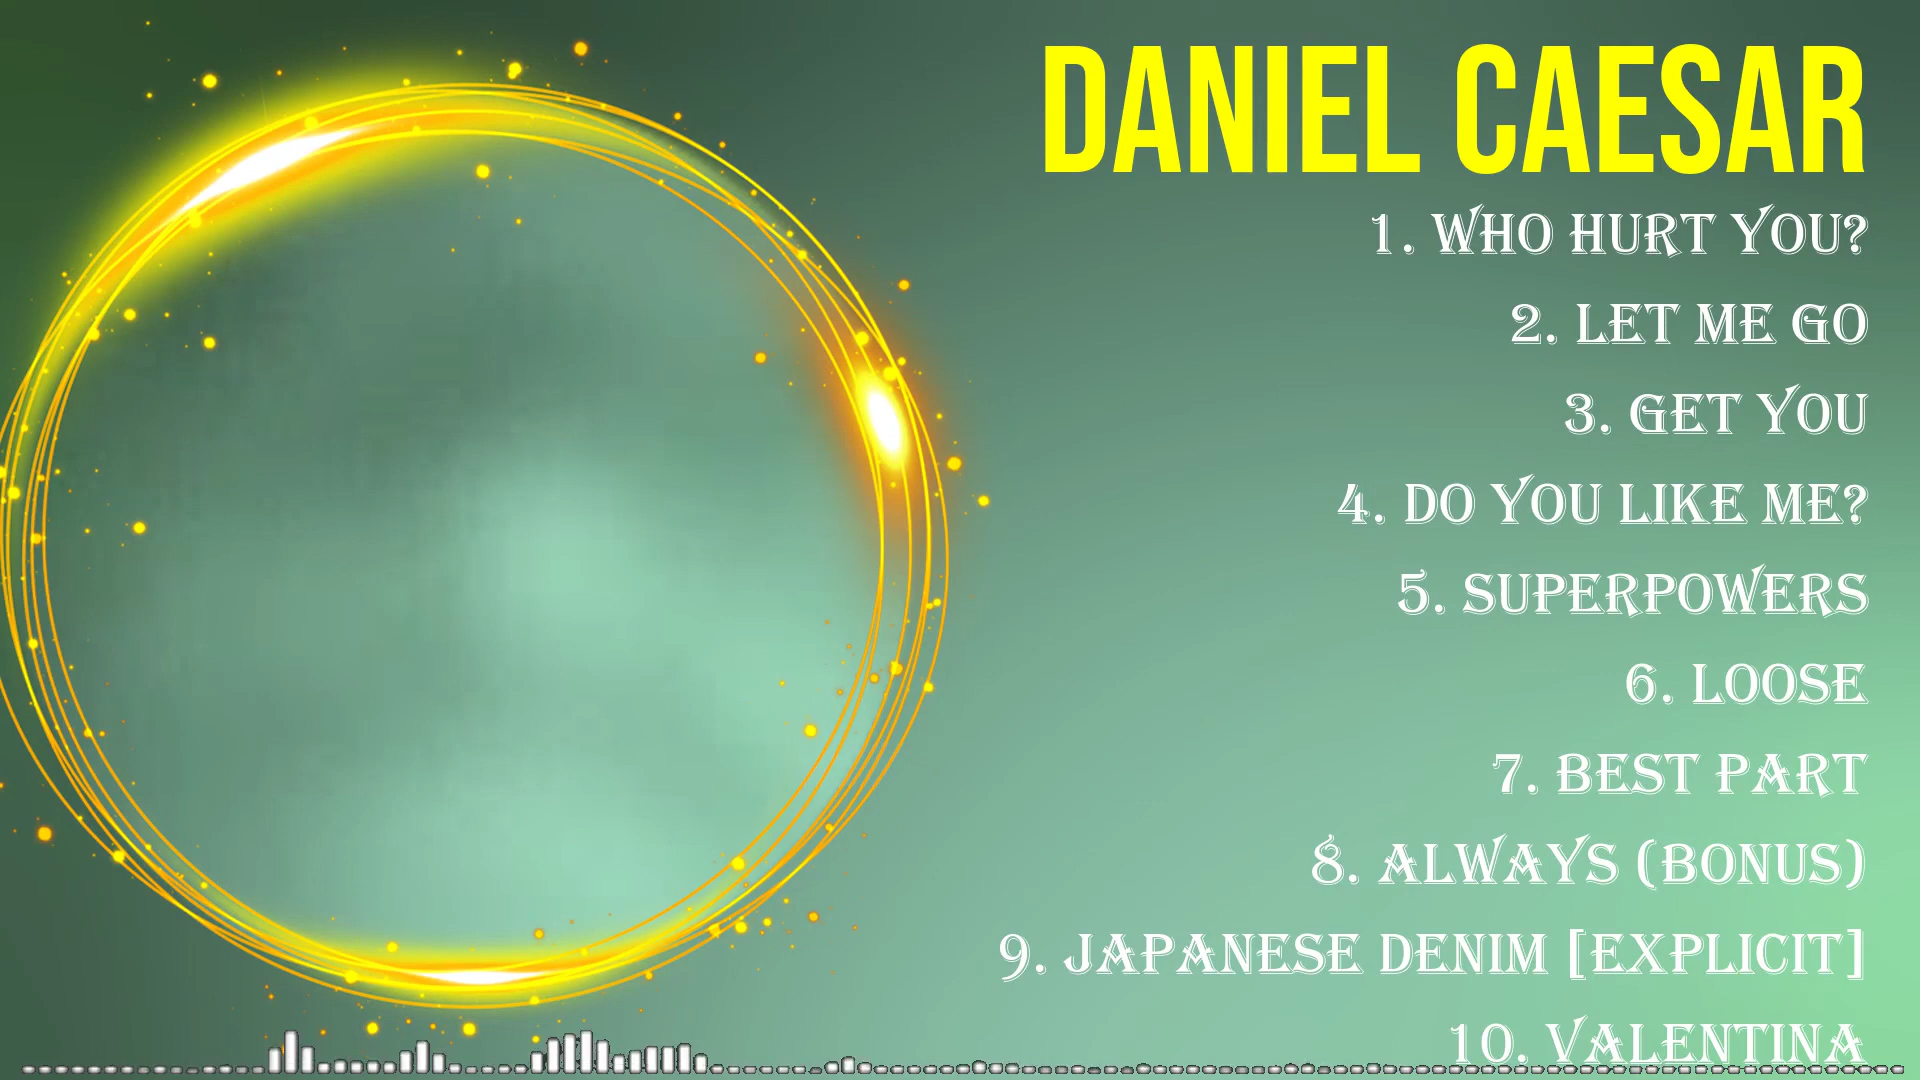 DANIEL CAESAR
1. WHO HURT YOU?
2. LET ME GO
3. GET YOU
4. DO YOU LIKE ME?
5. SUPERPOWERS
6. LOOSE
7. BEST PART
8. ALWAYS (BONUS)
9. JAPANESE DENIM [EXPLICIT]
10. VALENTINA